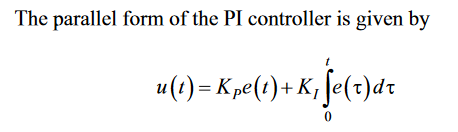 The parallel form of the PI controller is given by
u(t) = K_P e(t) + K_I ∫_0^t e(τ)dτ